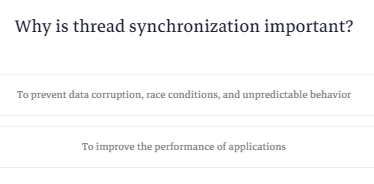 Why is thread synchronization important?
To prevent data corruption, race conditions, and unpredictable behavior
To improve the performance of applications